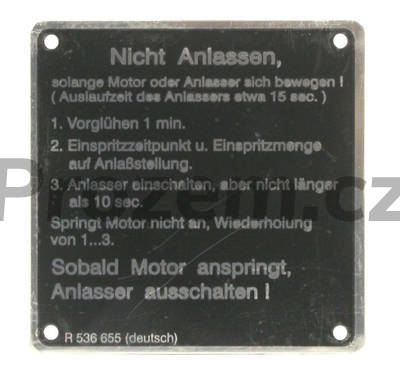 Nicht Anlassen,
solange Motor oder Anlasser sich bewegen !
( Auslaufzeit des Anlassers etwa 15 sec. )
1. Vorglühen 1 min.
2. Einspritzzeitpunkt u. Einspritzmenge
auf Anlaßstellung.
3. Anlasser einschalten, aber nicht länger
als 10 sec.
Springt Motor nicht an, Wiederholung
von 1...3.
Sobald Motor anspringt,
Anlasser ausschalten !
R 536 655 (deutsch)
Prozem.cz